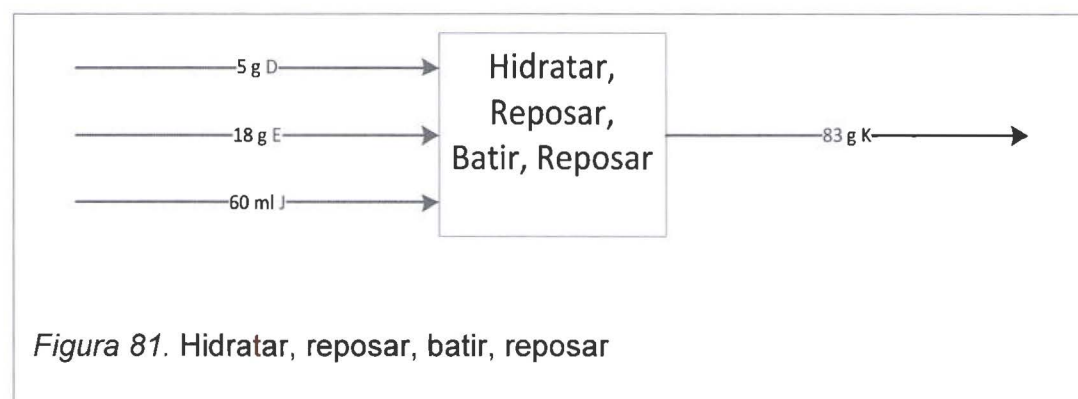 5 g D
18 g E
60 ml J
Hidratar,
Reposar,
Batir, Reposar
83 g K
Figura 81. Hidratar, reposar, batir, reposar